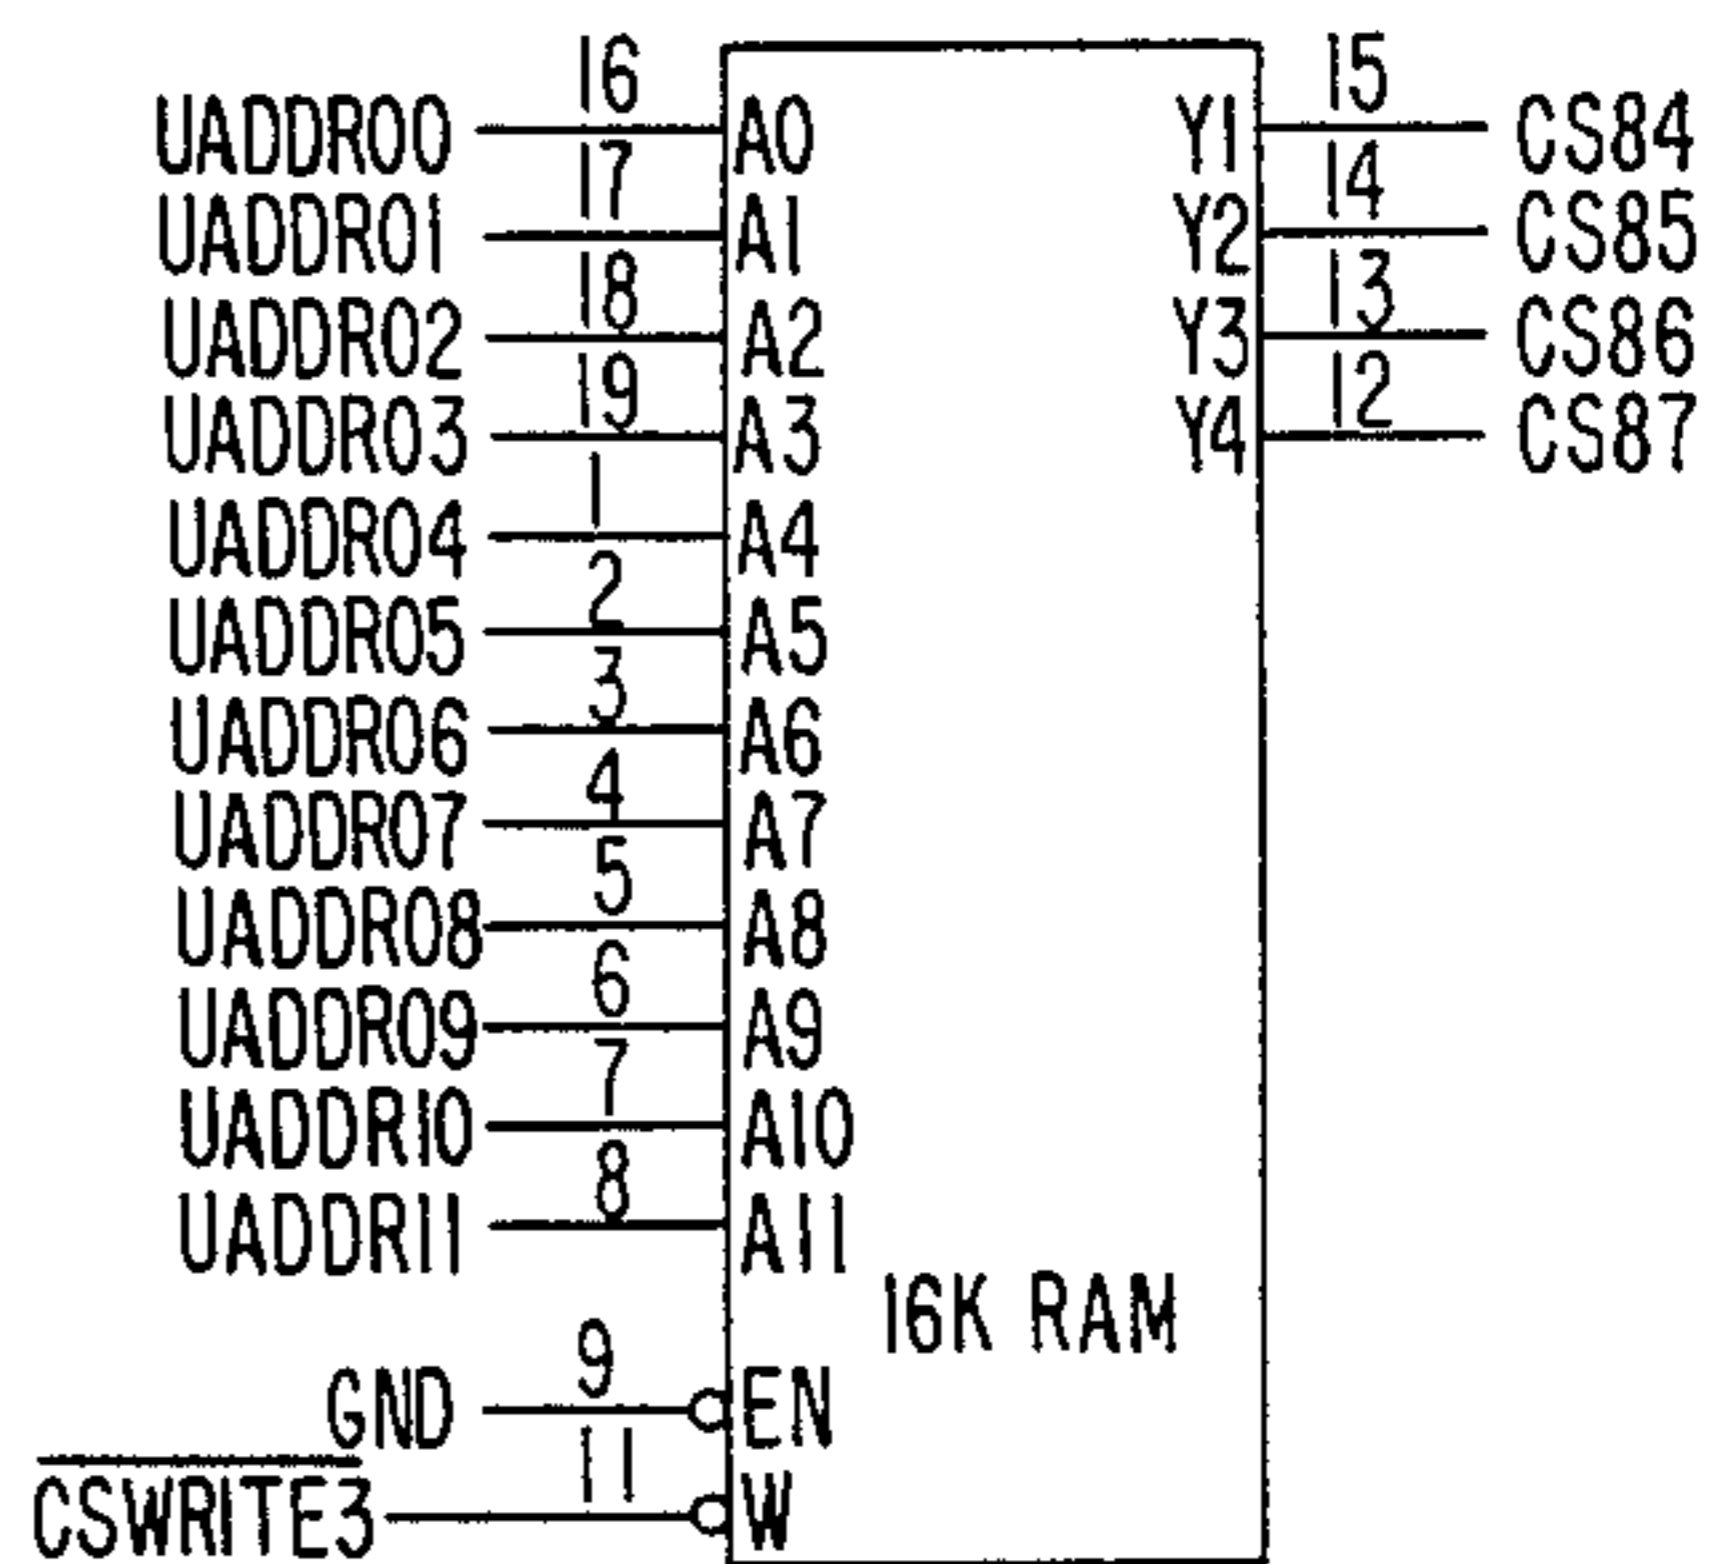 16 15
UADDR00 A0 Y1 CS84
17 14
UADDR01 A1 Y2 CS85
18 13
UADDR02 A2 Y3 CS86
19 12
UADDR03 A3 Y4 CS87
1
UADDR04 A4
2
UADDR05 A5
3
UADDR06 A6
4
UADDR07 A7
5
UADDR08 A8
6
UADDR09 A9
7
UADDR10 A10
8
UADDR11 A11
16K RAM
9
GND EN
11
CSWRITE3 W